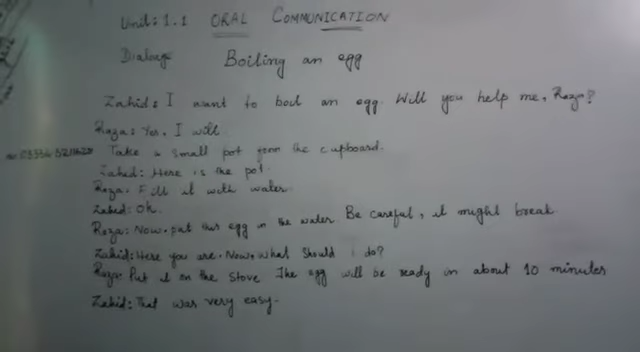 Unit: 1.1 ORAL COMMUNICATION
Dialouge Boiling an egg
Zahid: I want to boil an egg. Will you help me, Raza?
Raza: Yes, I will.
Take a small pot form the cupboard.
Zahid: Here is the pot.
Raza: Fill it with water.
Zahid: Ok.
Raza: Now, put this egg in the water. Be careful, it might break
Zahid: Here you are. Now, what should i do?
Raza: Put it on the stove The egg will be ready in about 10 minutes
Zahid: That was very easy.